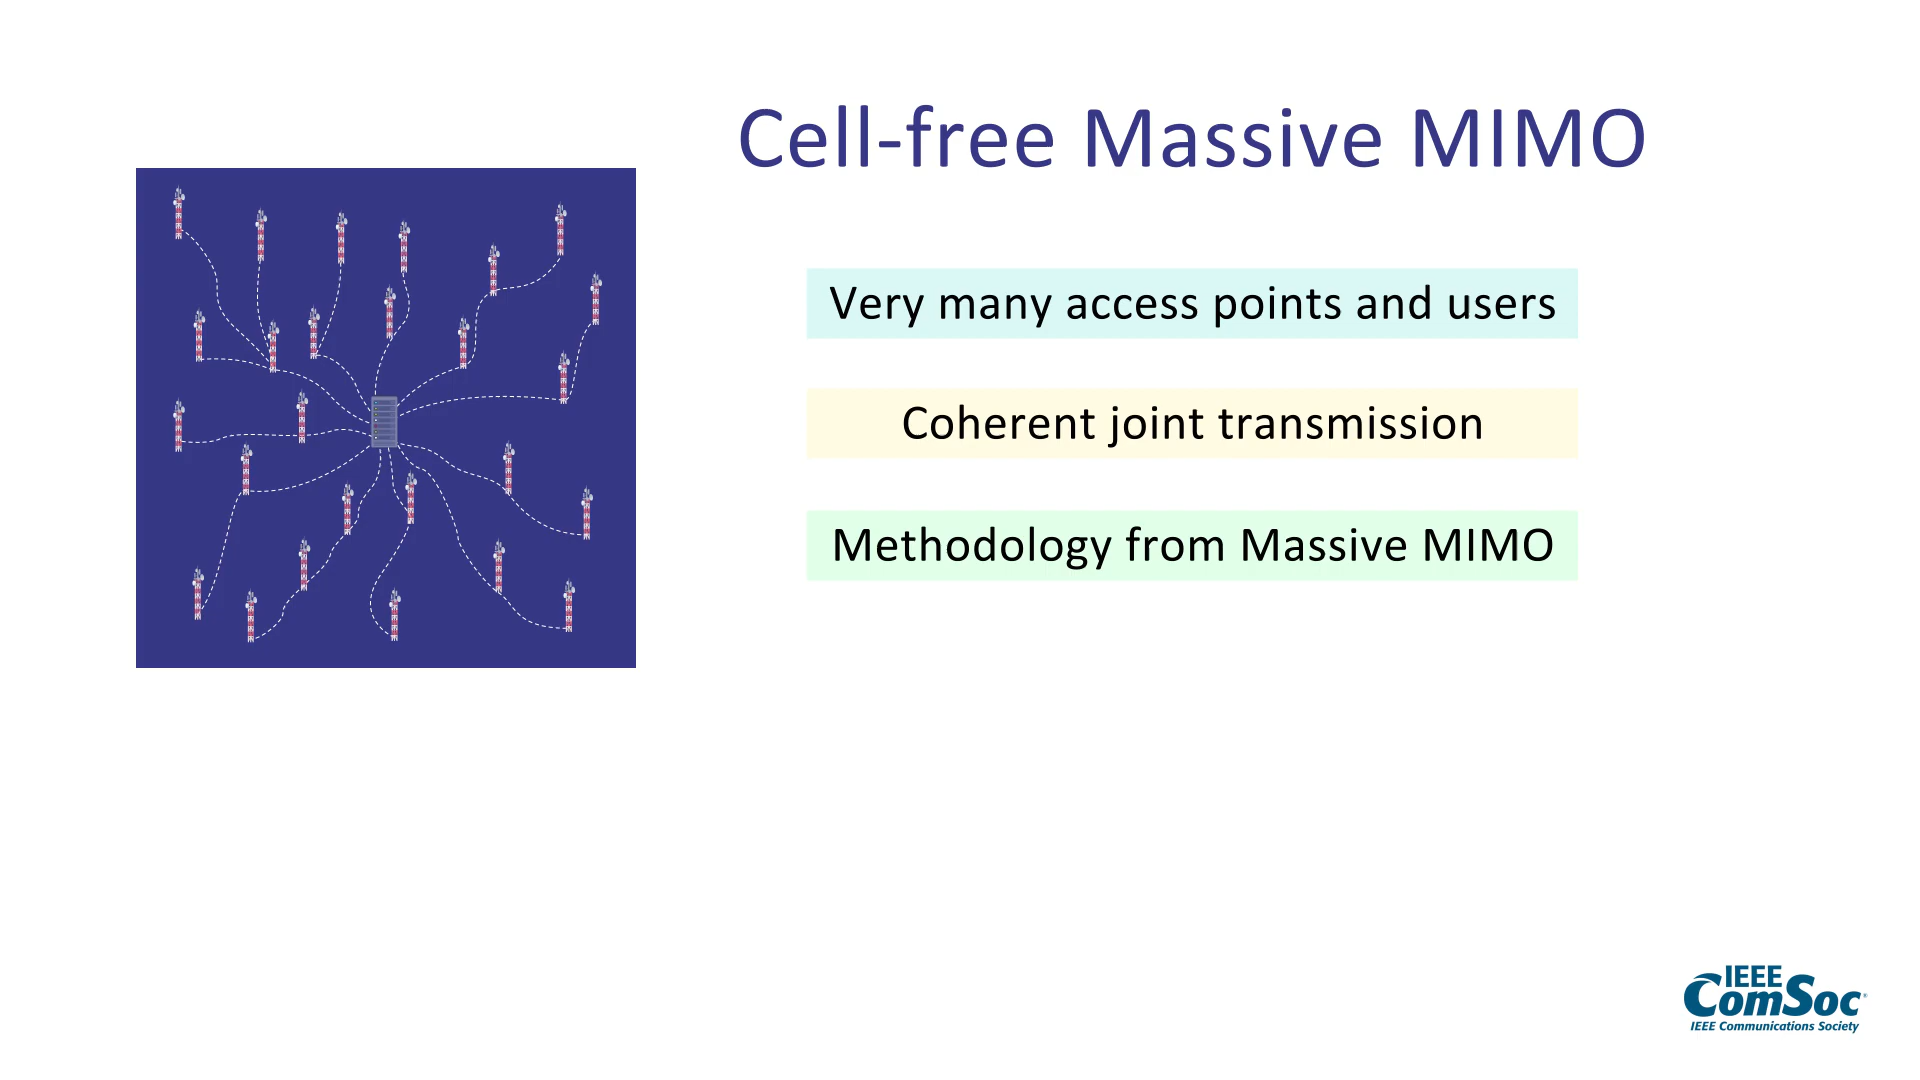 Cell-free Massive MIMO
Very many access points and users
Coherent joint transmission
Methodology from Massive MIMO
IEEE
ComSoc®
IEEE Communications Society